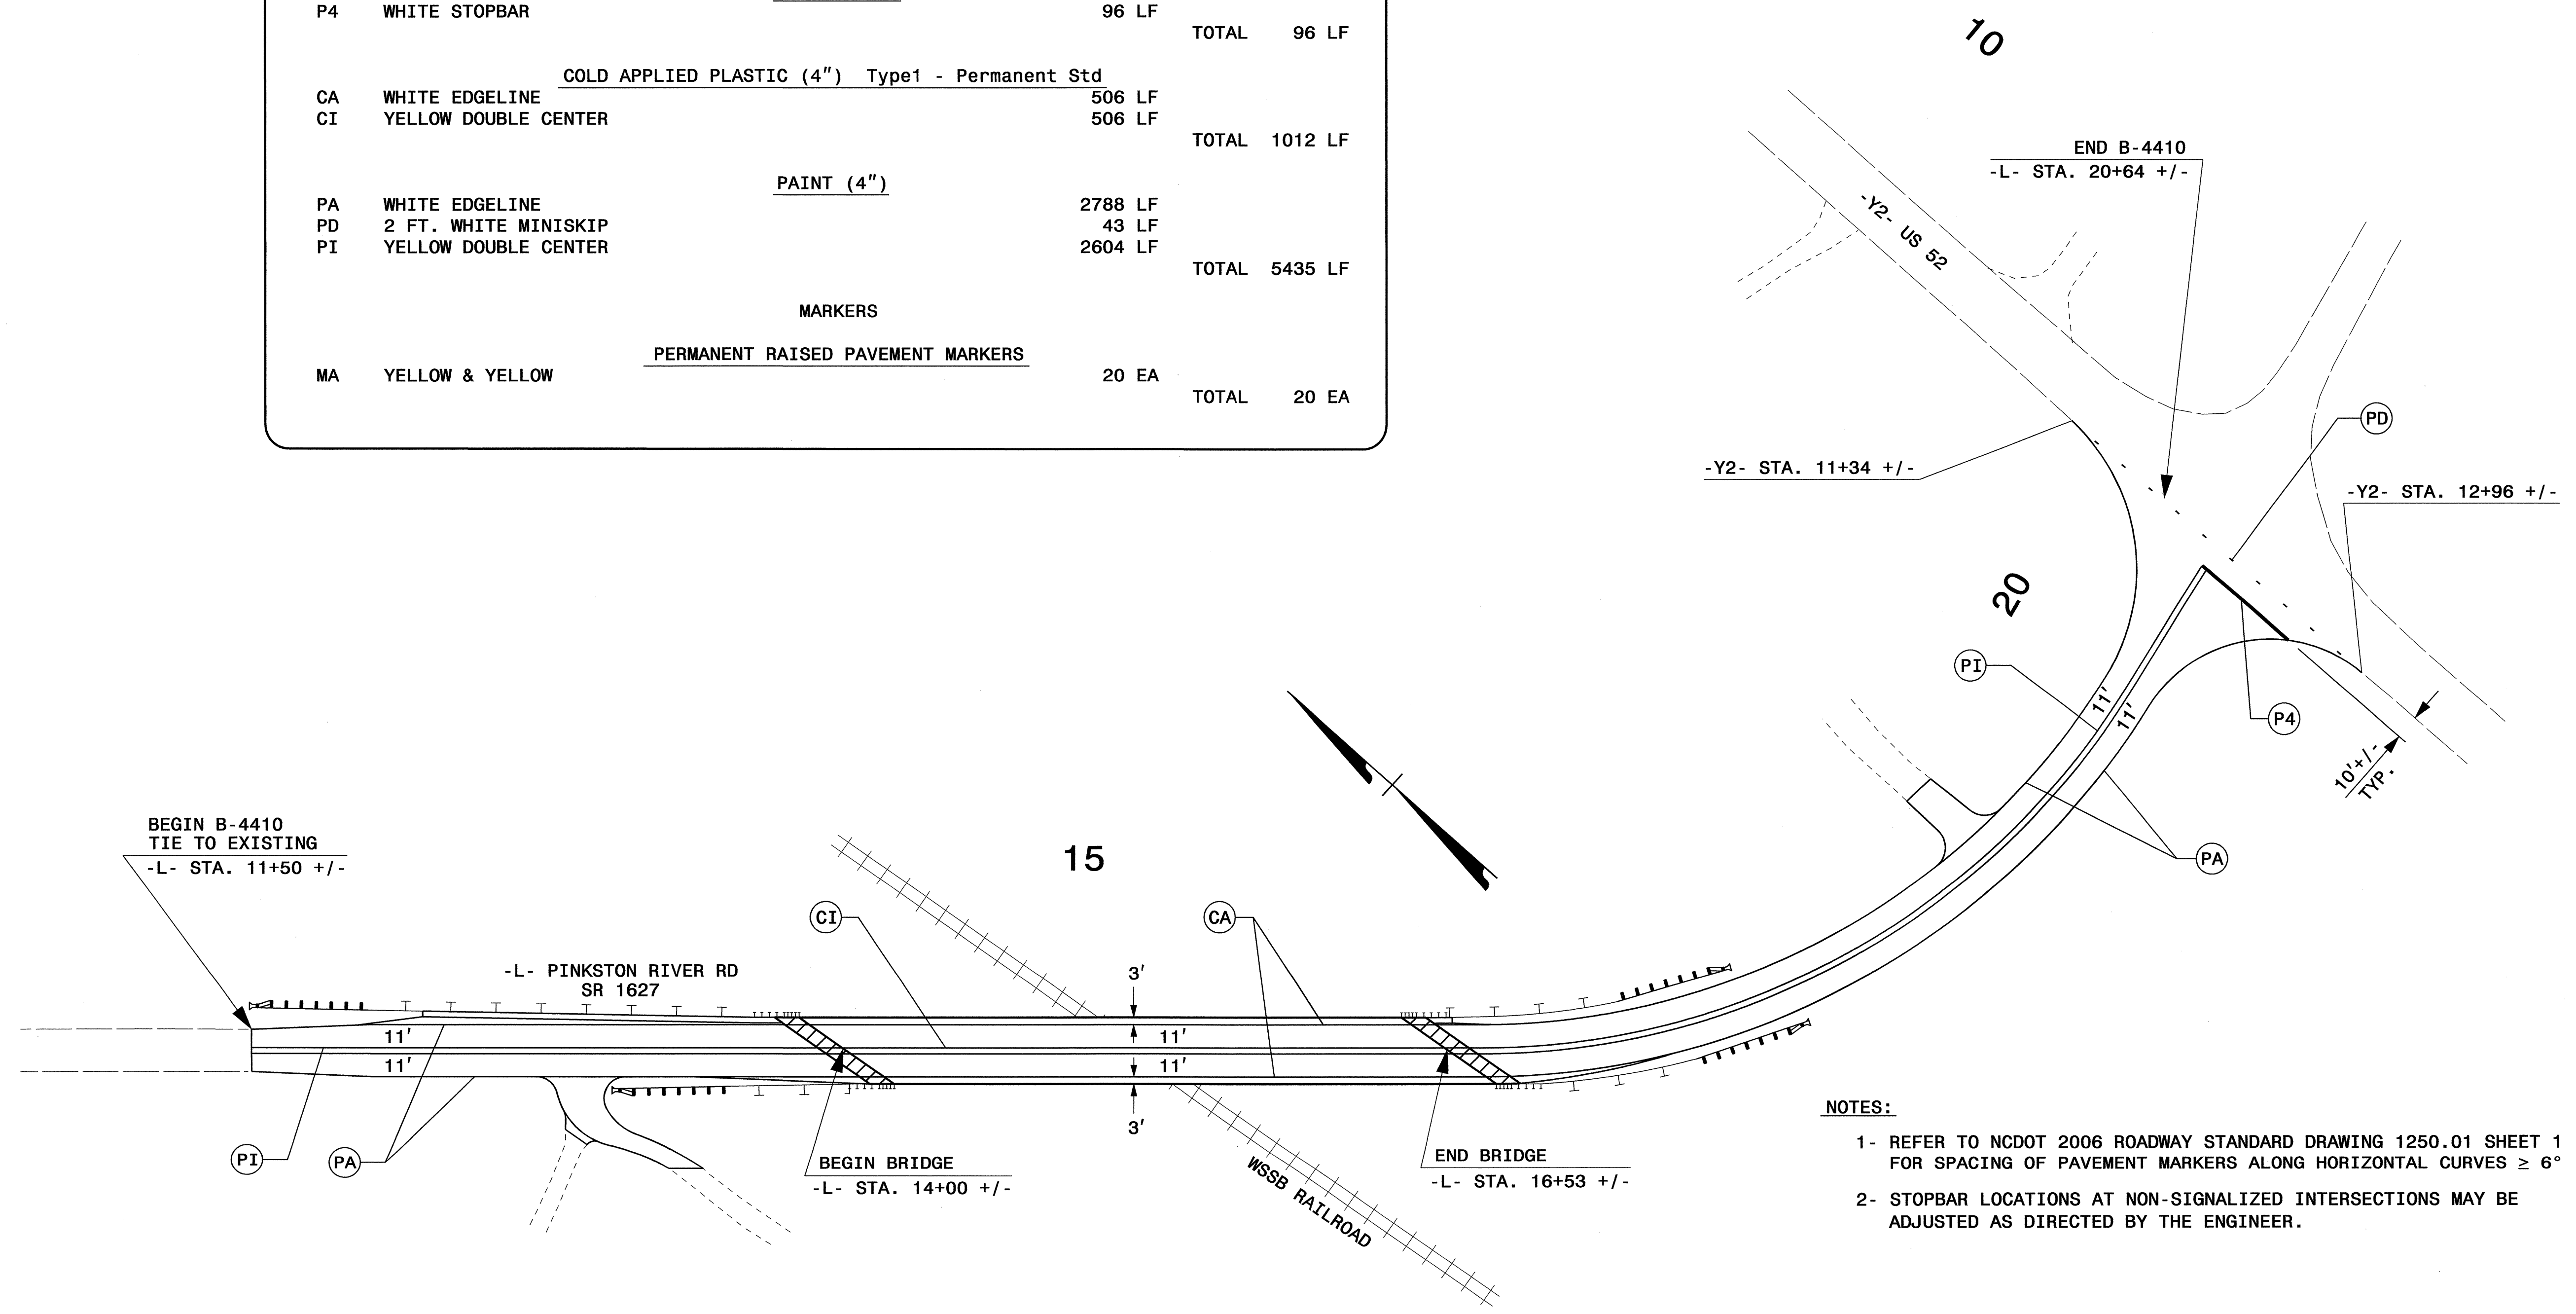 P4 WHITE STOPBAR 96 LF
TOTAL 96 LF
COLD APPLIED PLASTIC (4") Type1 - Permanent Std
CA WHITE EDGELINE 506 LF
CI YELLOW DOUBLE CENTER 506 LF
TOTAL 1012 LF
PAINT (4")
PA WHITE EDGELINE 2788 LF
PD 2 FT. WHITE MINISKIP 43 LF
PI YELLOW DOUBLE CENTER 2604 LF
TOTAL 5435 LF
MARKERS
PERMANENT RAISED PAVEMENT MARKERS
MA YELLOW & YELLOW 20 EA
TOTAL 20 EA
10
END B-4410
-L- STA. 20+64 +/-
-Y2- US 52
PD
-Y2- STA. 11+34 +/-
-Y2- STA. 12+96 +/-
20
PI
11'
11'
P4
10'+/-
TYP.
PA
BEGIN B-4410
TIE TO EXISTING
-L- STA. 11+50 +/-
15
CI
CA
-L- PINKSTON RIVER RD
SR 1627
3'
11'
11'
11'
11'
3'
PI
PA
BEGIN BRIDGE
-L- STA. 14+00 +/-
WSSB RAILROAD
END BRIDGE
-L- STA. 16+53 +/-
NOTES:
1- REFER TO NCDOT 2006 ROADWAY STANDARD DRAWING 1250.01 SHEET 1
FOR SPACING OF PAVEMENT MARKERS ALONG HORIZONTAL CURVES ≥ 6°
2- STOPBAR LOCATIONS AT NON-SIGNALIZED INTERSECTIONS MAY BE
ADJUSTED AS DIRECTED BY THE ENGINEER.